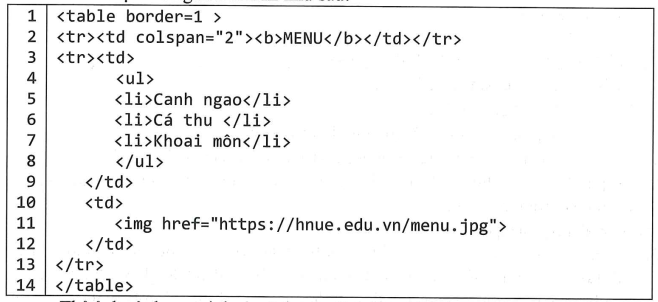 1 <table border=1 >
2 <tr><td colspan="2"><b>MENU</b></td></tr>
3 <tr><td>
4 <ul>
5 <li>Canh ngao</li>
6 <li>Cá thu </li>
7 <li>Khoai môn</li>
8 </ul>
9 </td>
10 <td>
11 <img href="https://hnue.edu.vn/menu.jpg">
12 </td>
13 </tr>
14 </table>